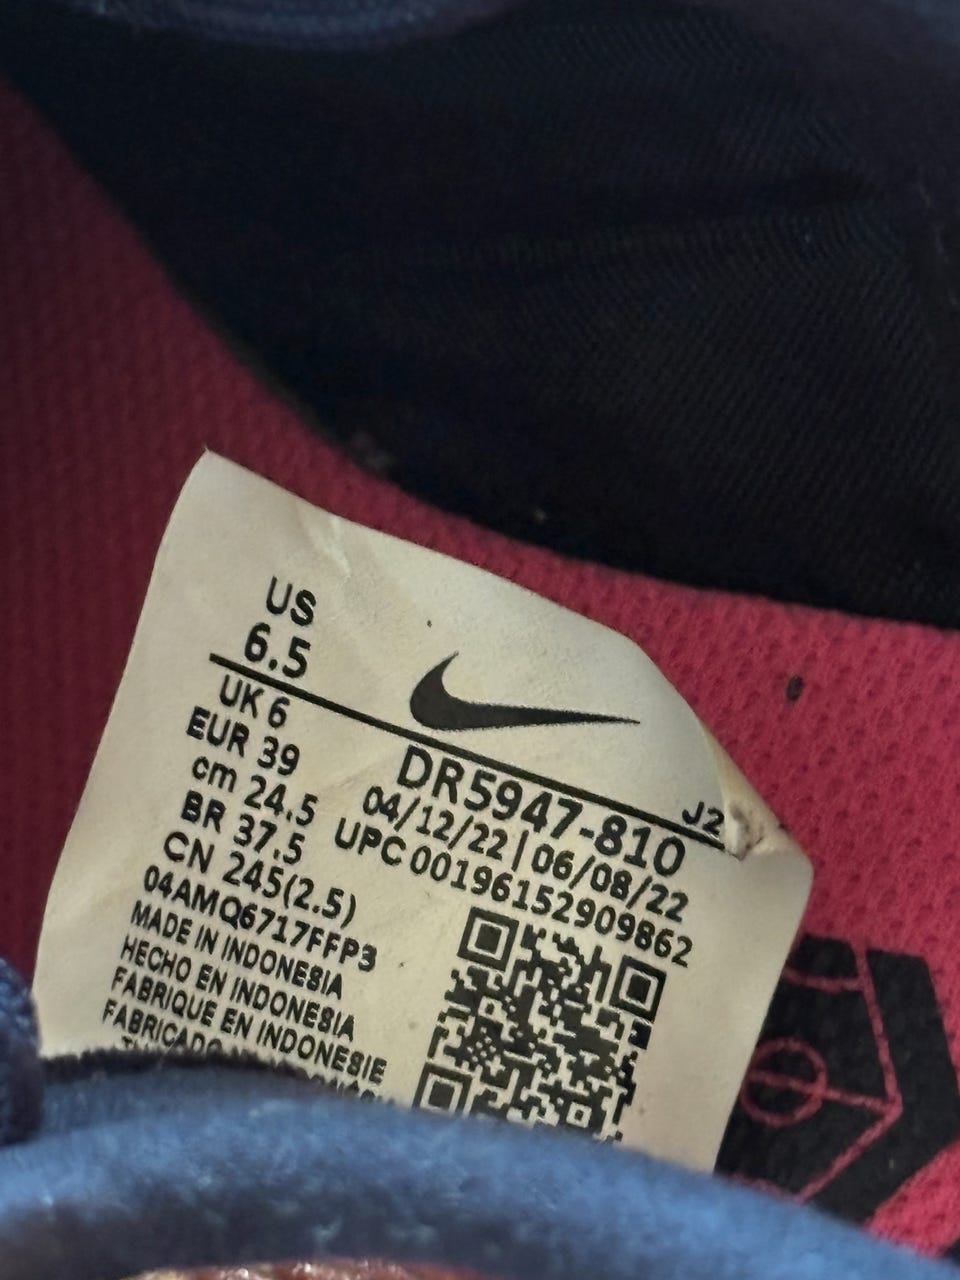 US
6.5
UK 6
EUR 39
cm 24.5
BR 37.5
CN 245(2.5)
04AMQ6717FFP3
MADE IN INDONESIA
HECHO EN INDONESIA
FABRIQUE EN INDONESIE
FABRICADO
J2
DR5947-810
04/12/22 | 06/08/22
UPC 00196152909862